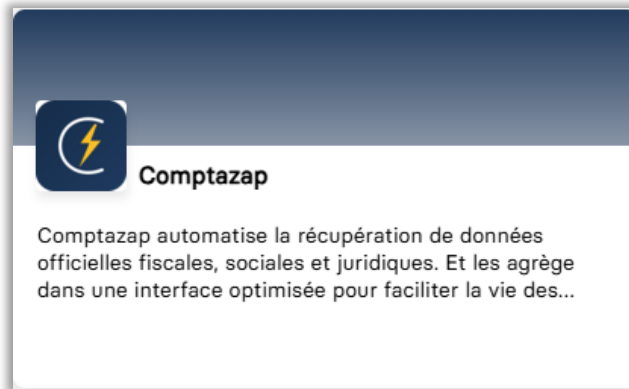 Comptazap
Comptazap automatise la récupération de données
officielles fiscales, sociales et juridiques. Et les agrège
dans une interface optimisée pour faciliter la vie des...